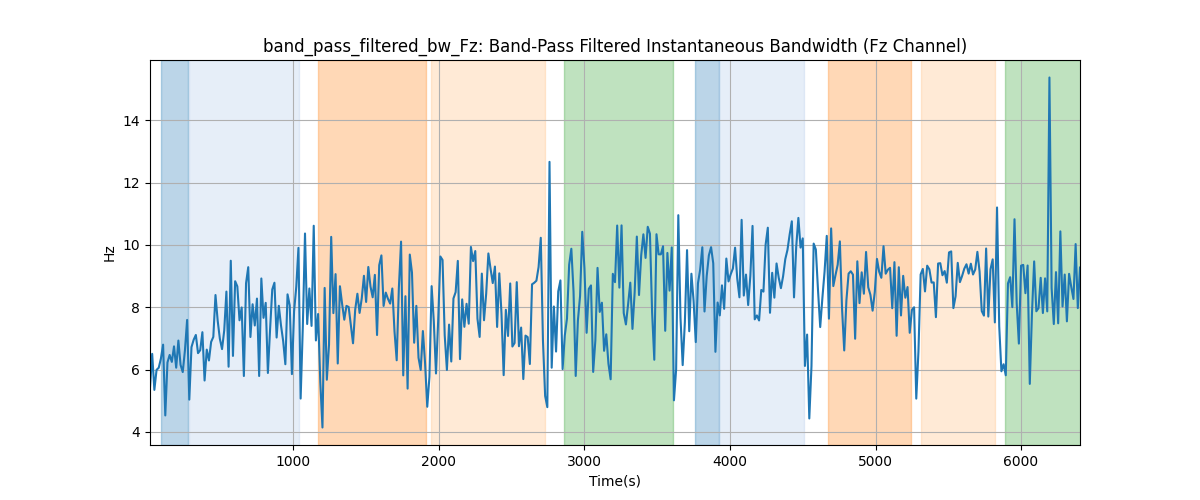 band_pass_filtered_bw_Fz: Band-Pass Filtered Instantaneous Bandwidth (Fz Channel)
14
12
10
8
6
4
Hz
1000 2000 3000 4000 5000 6000
Time(s)